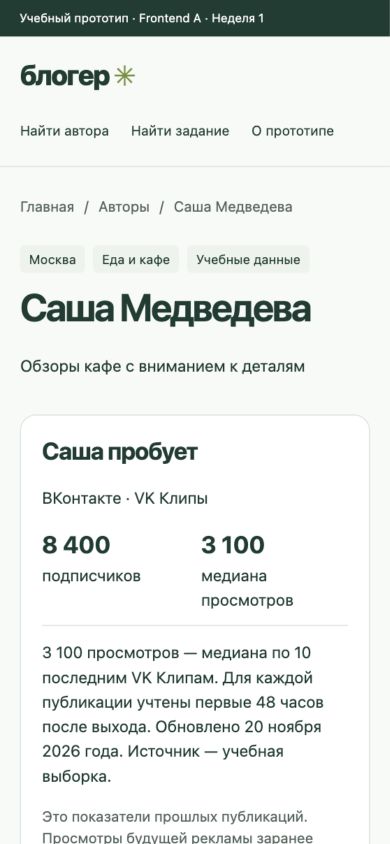 Учебный прототип · Frontend A · Неделя 1
блогер
Найти автора Найти задание О прототипе
Главная / Авторы / Саша Медведева
Москва Еда и кафе Учебные данные
Саша Медведева
Обзоры кафе с вниманием к деталям
Саша пробует
ВКонтакте · VK Клипы
8 400 3 100
подписчиков медиана
просмотров
3 100 просмотров — медиана по 10
последним VK Клипам. Для каждой
публикации учтены первые 48 часов
после выхода. Обновлено 20 ноября
2026 года. Источник — учебная
выборка.
Это показатели прошлых публикаций.
Просмотры будущей рекламы заранее